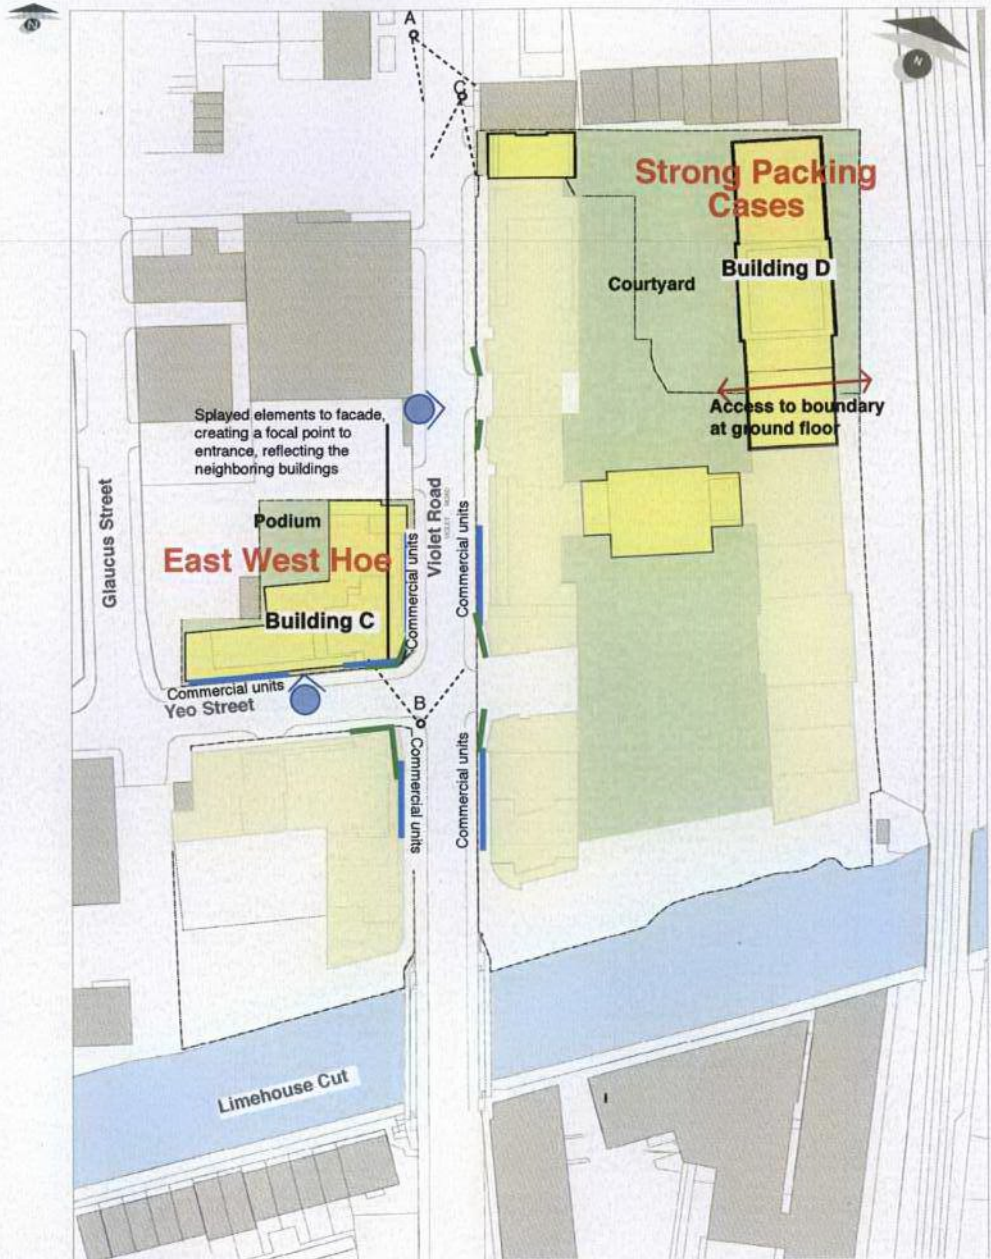 N
A
N
C
Strong Packing
Cases
Building D
Courtyard
Access to boundary
at ground floor
Splayed elements to facade,
creating a focal point to
entrance, reflecting the
neighboring buildings
Glaucus Street
Violet Road
VIOLET ROAD
Commercial units
Commercial units
Podium
East West Hoe
Building C
Commercial units
Yeo Street
B
Commercial units
Commercial units
Limehouse Cut